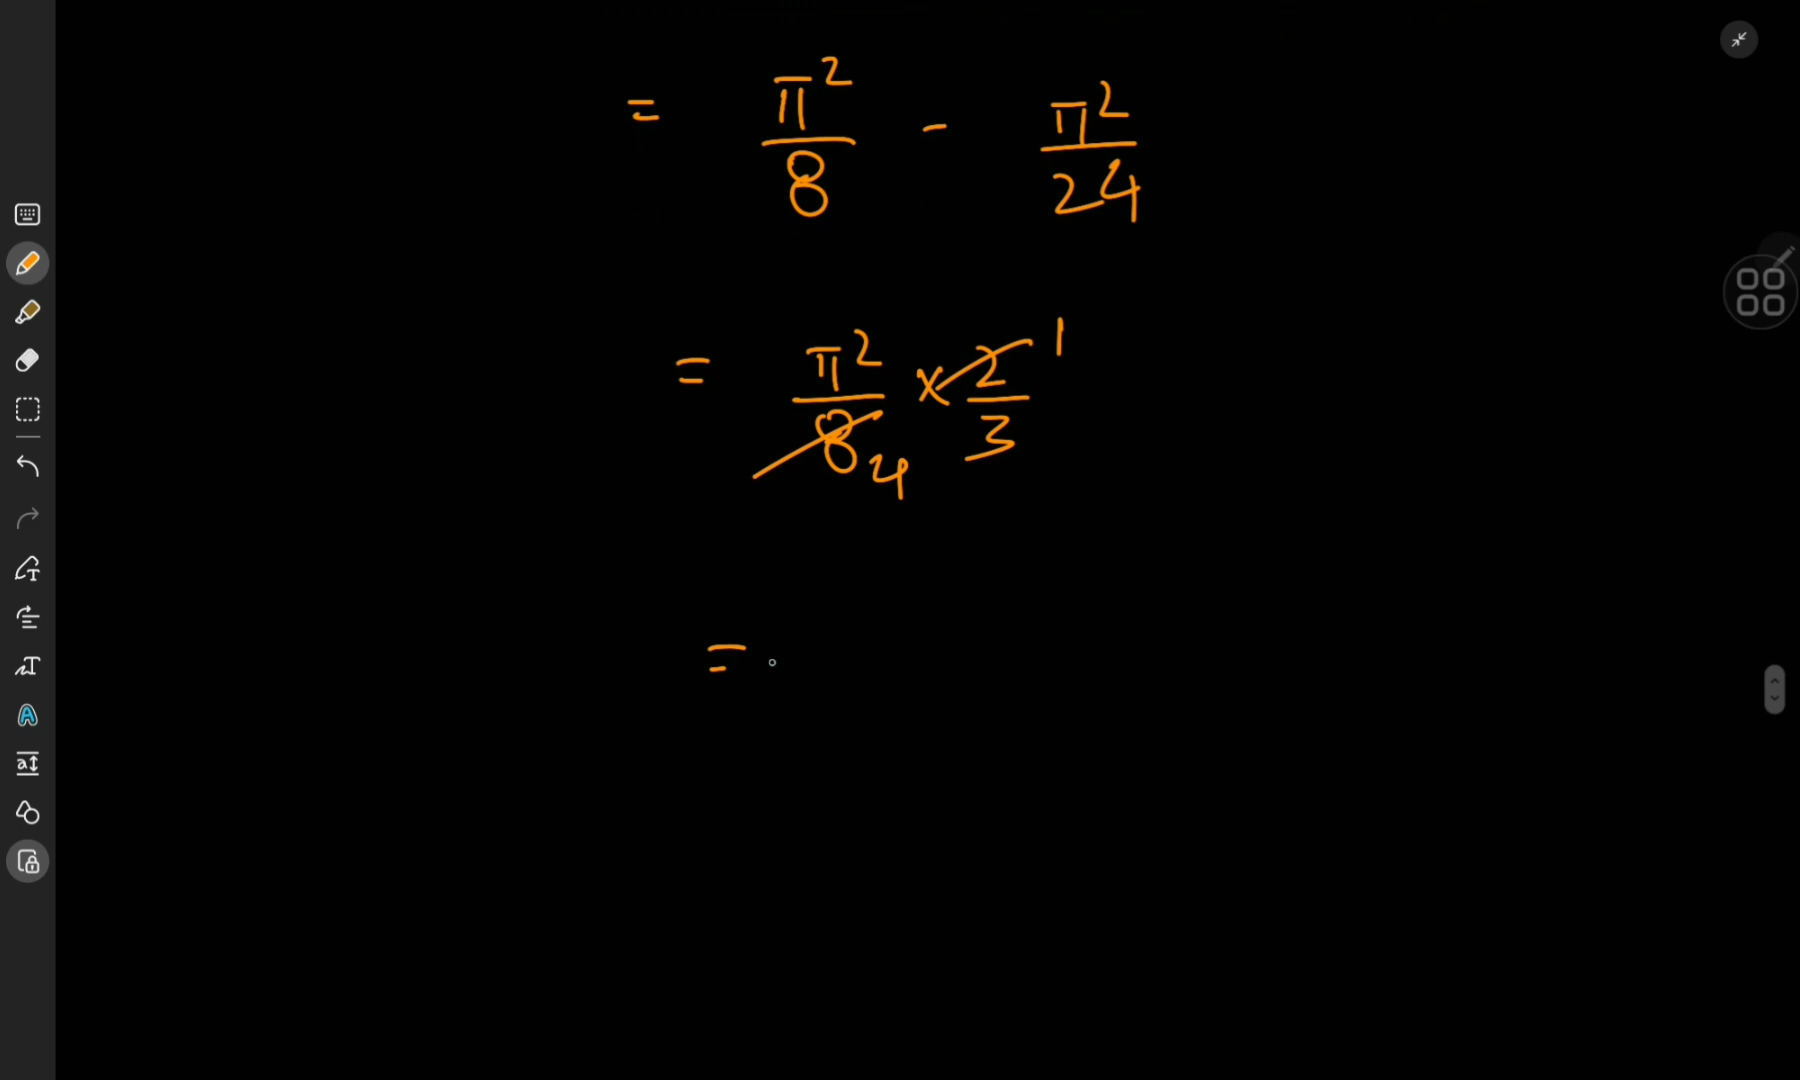 = π²/8 - π²/24
= π²/8 4 × 2/3 1
=